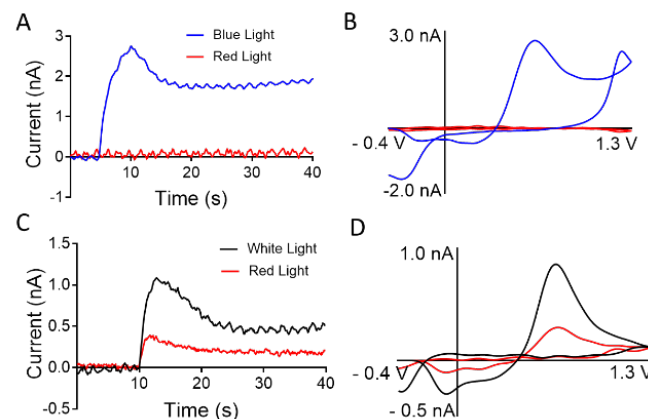 A
Blue Light
Red Light
Current (nA)
3
2
1
0
-1
10
20
30
40
Time (s)
B
3.0 nA
- 0.4 V
1.3 V
-2.0 nA
C
White Light
Red Light
Current (nA)
1.5
1.0
0.5
0.0
-0.5
10
20
30
40
Time (s)
D
1.0 nA
- 0.4 V
1.3 V
- 0.5 nA